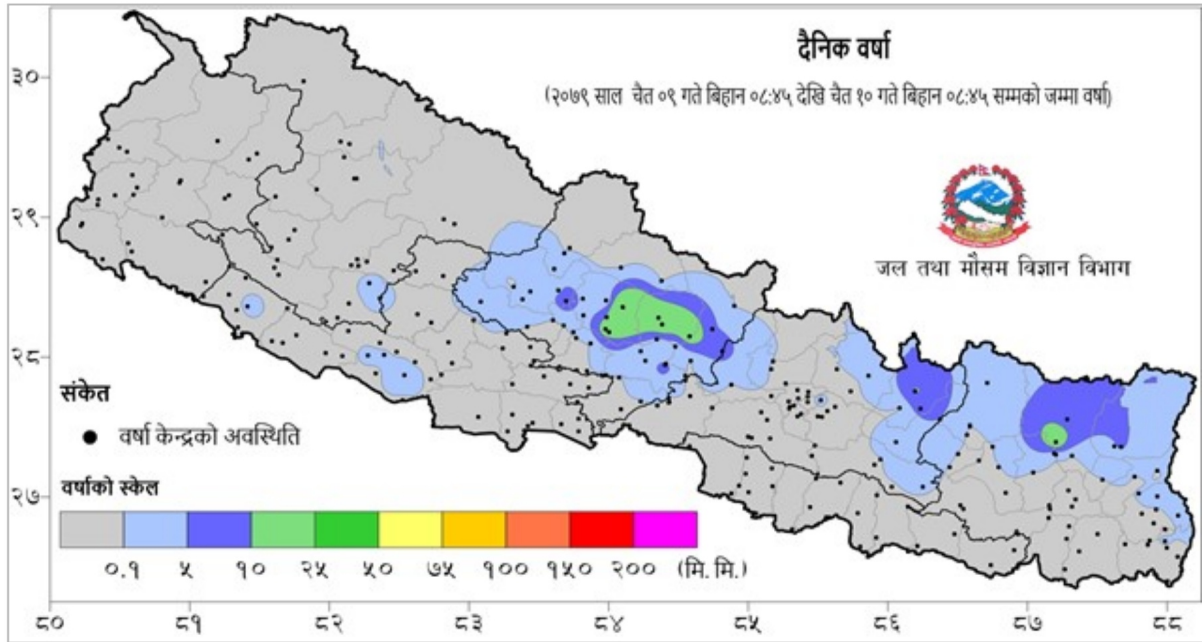 दैनिक वर्षा
(२०७९ साल चैत ०९ गते बिहान ०८:४५ देखि चैत १० गते बिहान ०८:४५ सम्मको जम्मा वर्षा)
जल तथा मौसम विज्ञान विभाग
३०
२९
२८
२७
संकेत
वर्षा केन्द्रको अवस्थिति
वर्षाको स्केल
०.१ ५ १० २५ ५० ७५ १०० १५० २०० (मि.मि.)
८० ८१ ८२ ८३ ८४ ८५ ८६ ८७ ८८